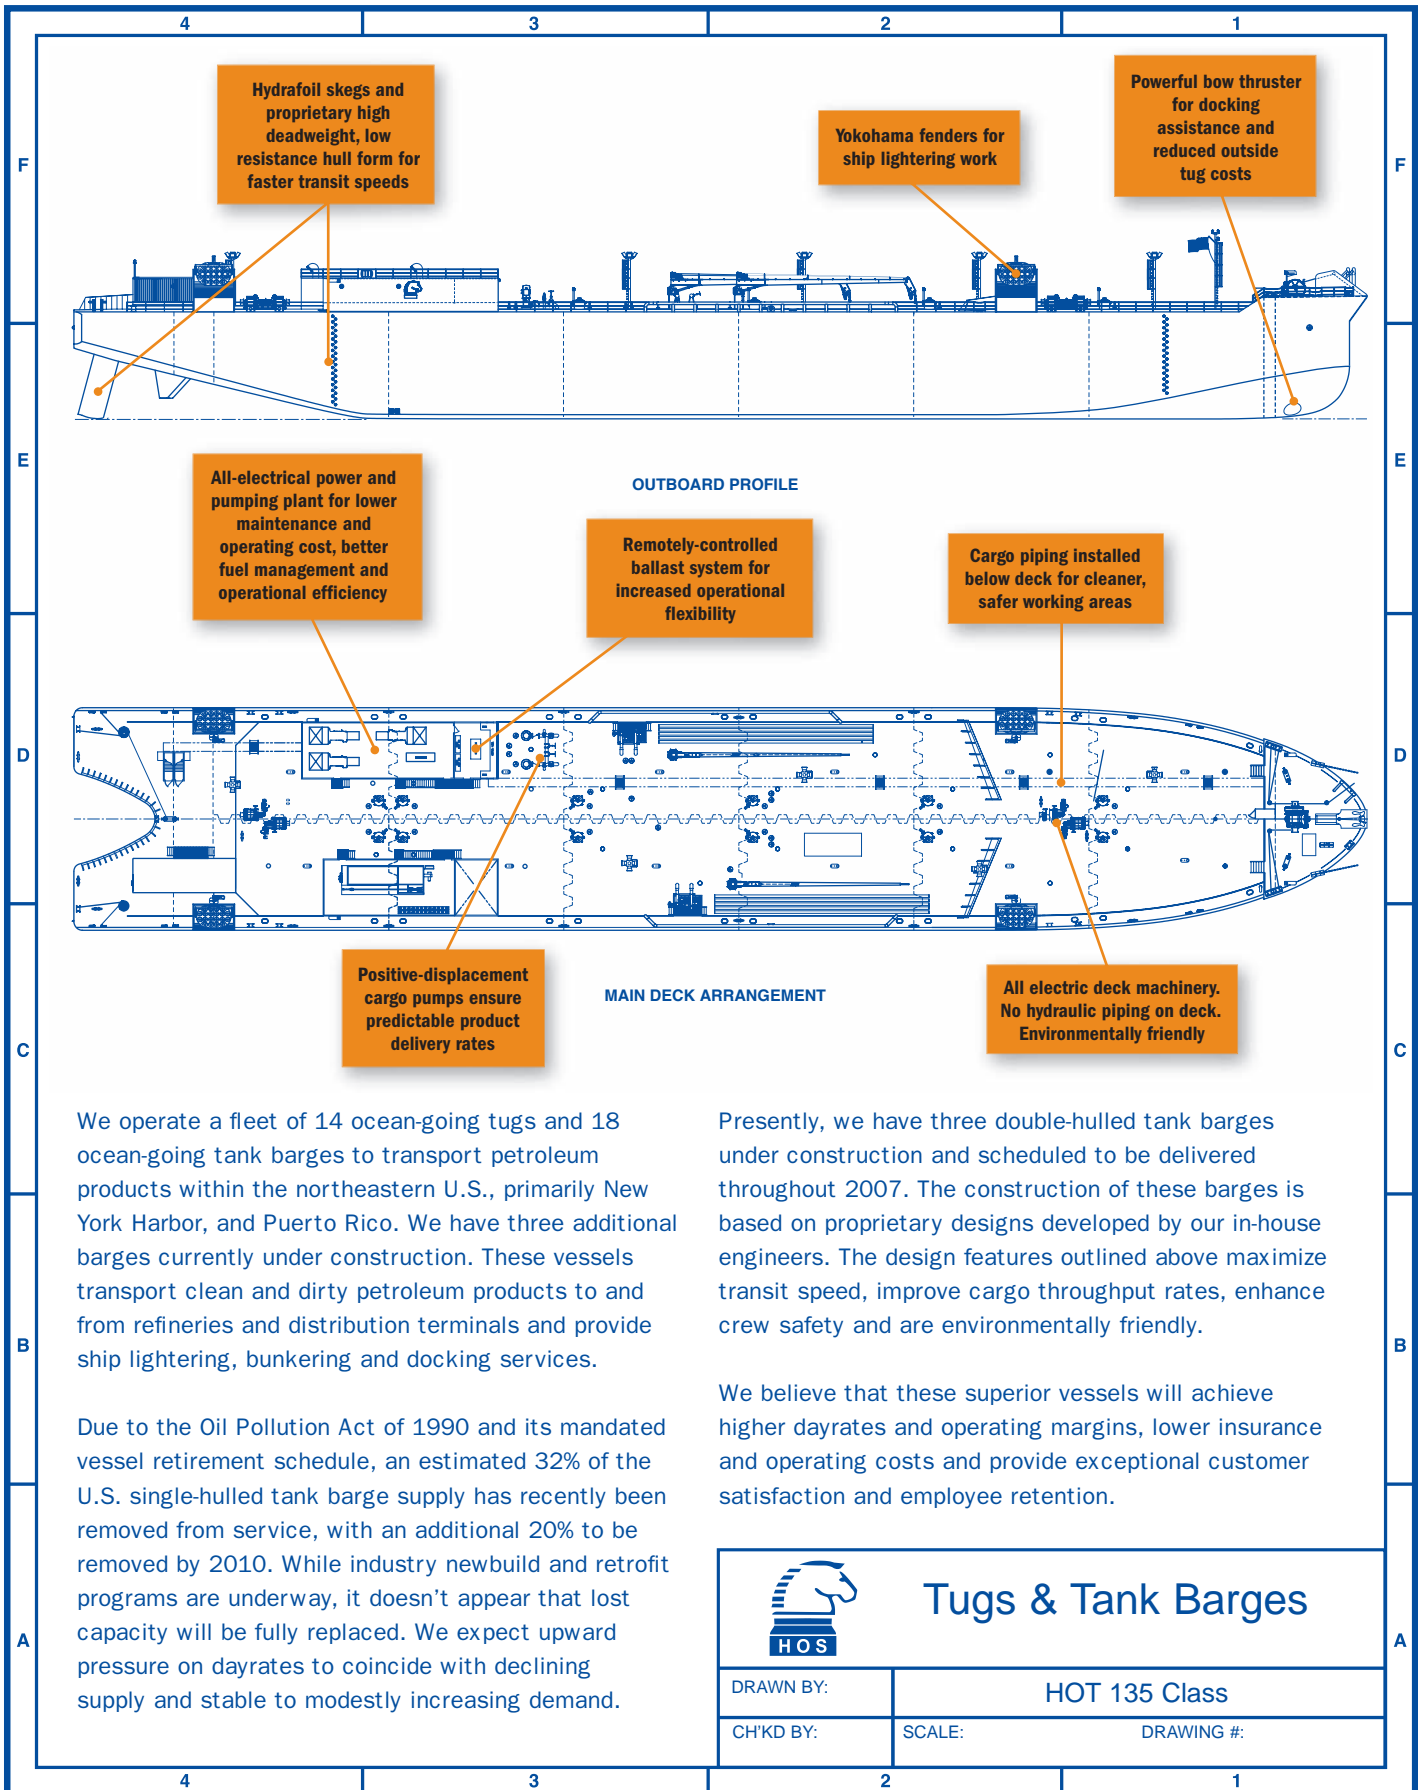 4 3 2 1
Hydrafoil skegs and
proprietary high
deadweight, low
resistance hull form for
faster transit speeds
Yokohama fenders for
ship lightering work
Powerful bow thruster
for docking
assistance and
reduced outside
tug costs
F F
E E
OUTBOARD PROFILE
All-electrical power and
pumping plant for lower
maintenance and
operating cost, better
fuel management and
operational efficiency
Remotely-controlled
ballast system for
increased operational
flexibility
Cargo piping installed
below deck for cleaner,
safer working areas
D D
Positive-displacement
cargo pumps ensure
predictable product
delivery rates
MAIN DECK ARRANGEMENT
All electric deck machinery.
No hydraulic piping on deck.
Environmentally friendly
C C
We operate a fleet of 14 ocean-going tugs and 18
ocean-going tank barges to transport petroleum
products within the northeastern U.S., primarily New
York Harbor, and Puerto Rico. We have three additional
barges currently under construction. These vessels
transport clean and dirty petroleum products to and
from refineries and distribution terminals and provide
ship lightering, bunkering and docking services.
Due to the Oil Pollution Act of 1990 and its mandated
vessel retirement schedule, an estimated 32% of the
U.S. single-hulled tank barge supply has recently been
removed from service, with an additional 20% to be
removed by 2010. While industry newbuild and retrofit
programs are underway, it doesn't appear that lost
capacity will be fully replaced. We expect upward
pressure on dayrates to coincide with declining
supply and stable to modestly increasing demand.
Presently, we have three double-hulled tank barges
under construction and scheduled to be delivered
throughout 2007. The construction of these barges is
based on proprietary designs developed by our in-house
engineers. The design features outlined above maximize
transit speed, improve cargo throughput rates, enhance
crew safety and are environmentally friendly.
We believe that these superior vessels will achieve
higher dayrates and operating margins, lower insurance
and operating costs and provide exceptional customer
satisfaction and employee retention.
B B
A A
HOS
Tugs & Tank Barges
DRAWN BY:
HOT 135 Class
CH'KD BY:
SCALE:
DRAWING #:
4 3 2 1